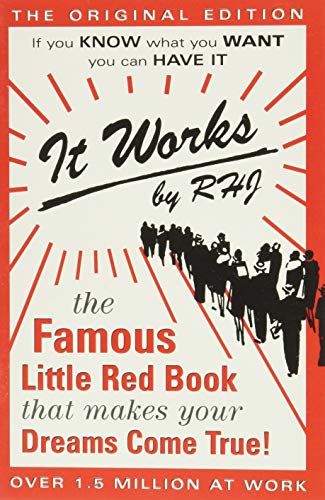 THE ORIGINAL EDITION
If you KNOW what you WANT
you can HAVE IT
It Works
by RHJ
the
Famous
Little Red Book
that makes your
Dreams Come True!
OVER 1.5 MILLION AT WORK